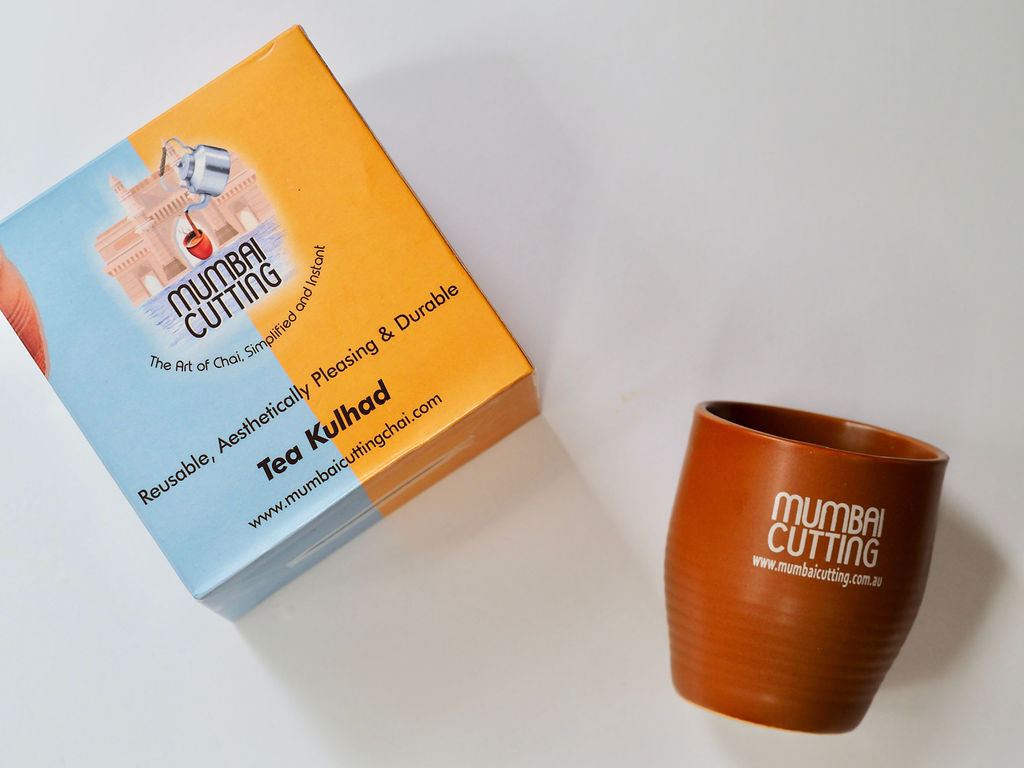 MUMBAI
CUTTING
The Art of Chai, Simplified and Instant
Reusable, Aesthetically Pleasing & Durable
Tea Kulhad
www.mumbaicuttingchai.com
MUMBAI
CUTTING
www.mumbaicutting.com.au